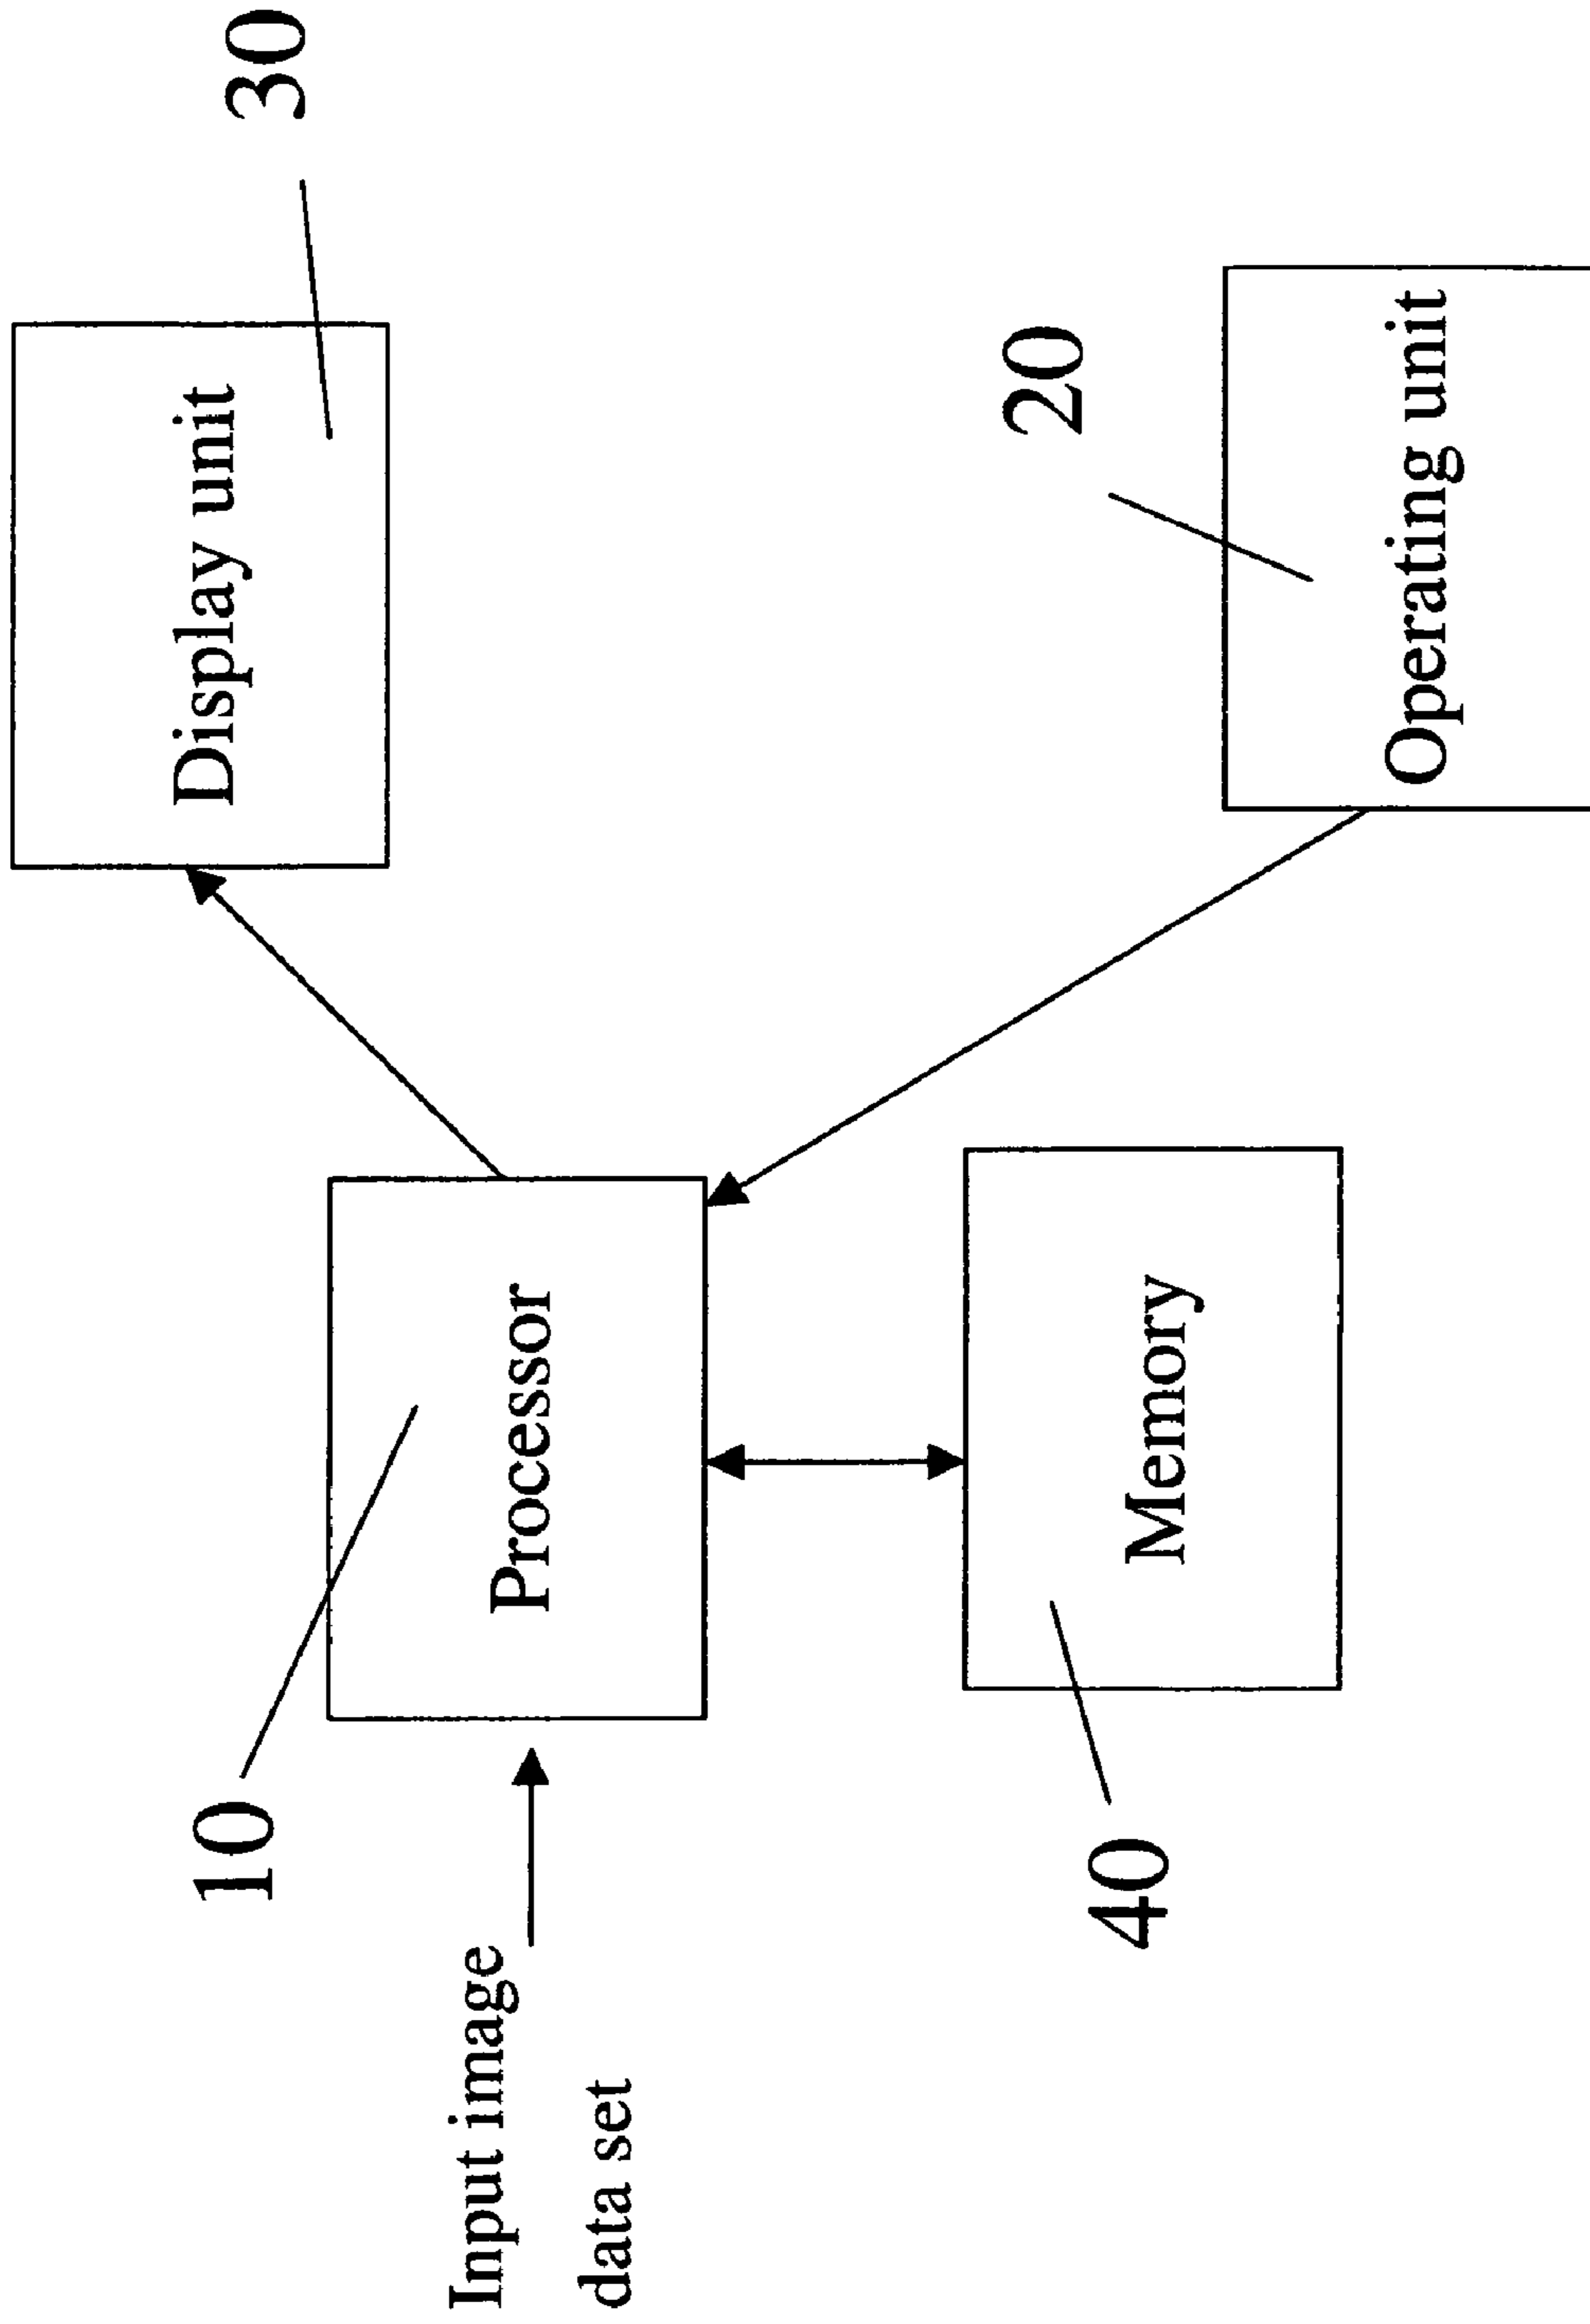 30
Display unit
20
Operating unit
10
Processor
Input image
data set
40
Memory